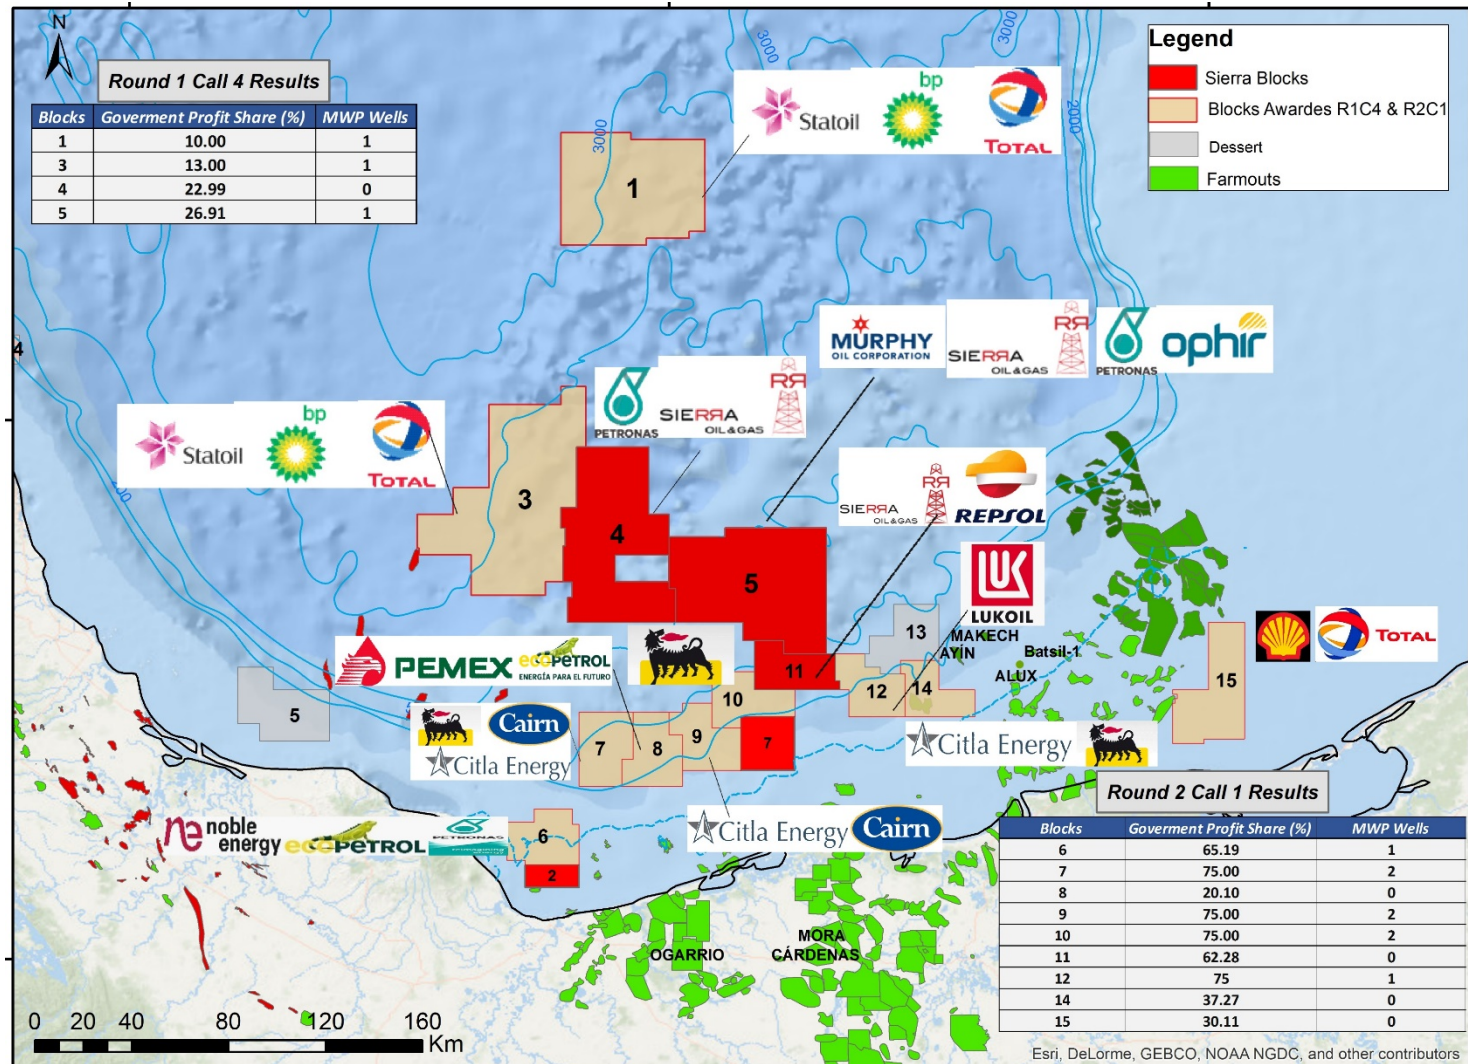 N
Round 1 Call 4 Results
Blocks Goverment Profit Share (%) MWP Wells
1 10.00 1
3 13.00 1
4 22.99 0
5 26.91 1
3000
3000
3000
2000
Legend
Sierra Blocks
Blocks Awardes R1C4 & R2C1
Dessert
Farmouts
Statoil
bp
TOTAL
1
4
MURPHY
OIL CORPORATION
SIERRA
OIL & GAS
PETRONAS
ophir
PETRONAS
SIERRA
OIL & GAS
Statoil
bp
TOTAL
3
4
5
SIERRA
OIL & GAS
REPSOL
LUKOIL
13
MAKECH
AYÍN
Batsil-1
ALUX
TOTAL
PEMEX
ecopetrol
ENERGÍA PARA EL FUTURO
11
12
14
15
10
5
Cairn
Citla Energy
7
8
9
7
Citla Energy
noble
energy
ecopetrol
PETRONAS
6
2
Citla Energy
Cairn
Round 2 Call 1 Results
Blocks Goverment Profit Share (%) MWP Wells
6 65.19 1
7 75.00 2
8 20.10 0
9 75.00 2
10 75.00 2
11 62.28 0
12 75 1
14 37.27 0
15 30.11 0
OGARRIO
MORA
CÁRDENAS
0 20 40 80 120 160
Km
Esri, DeLorme, GEBCO, NOAA NGDC, and other contributors